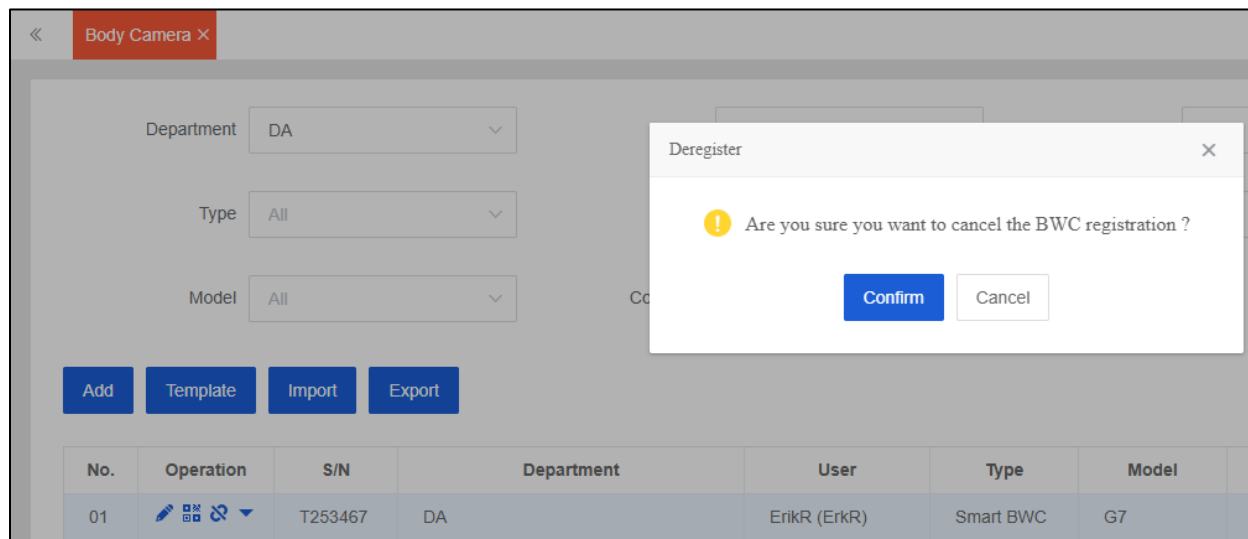 Body Camera
Department DA
Deregister
Type All
Are you sure you want to cancel the BWC registration ?
Model All Co
Confirm Cancel
Add Template Import Export
No. Operation S/N Department User Type Model
01 T253467 DA ErikR (ErkR) Smart BWC G7